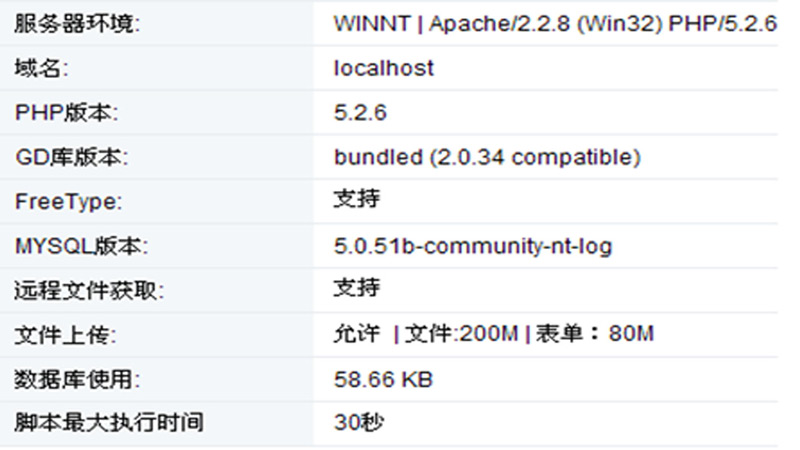 服务器环境: WINNT | Apache/2.2.8 (Win32) PHP/5.2.6
域名: localhost
PHP版本: 5.2.6
GD库版本: bundled (2.0.34 compatible)
FreeType: 支持
MYSQL版本: 5.0.51b-community-nt-log
远程文件获取: 支持
文件上传: 允许 | 文件:200M | 表单：80M
数据库使用: 58.66 KB
脚本最大执行时间 30秒